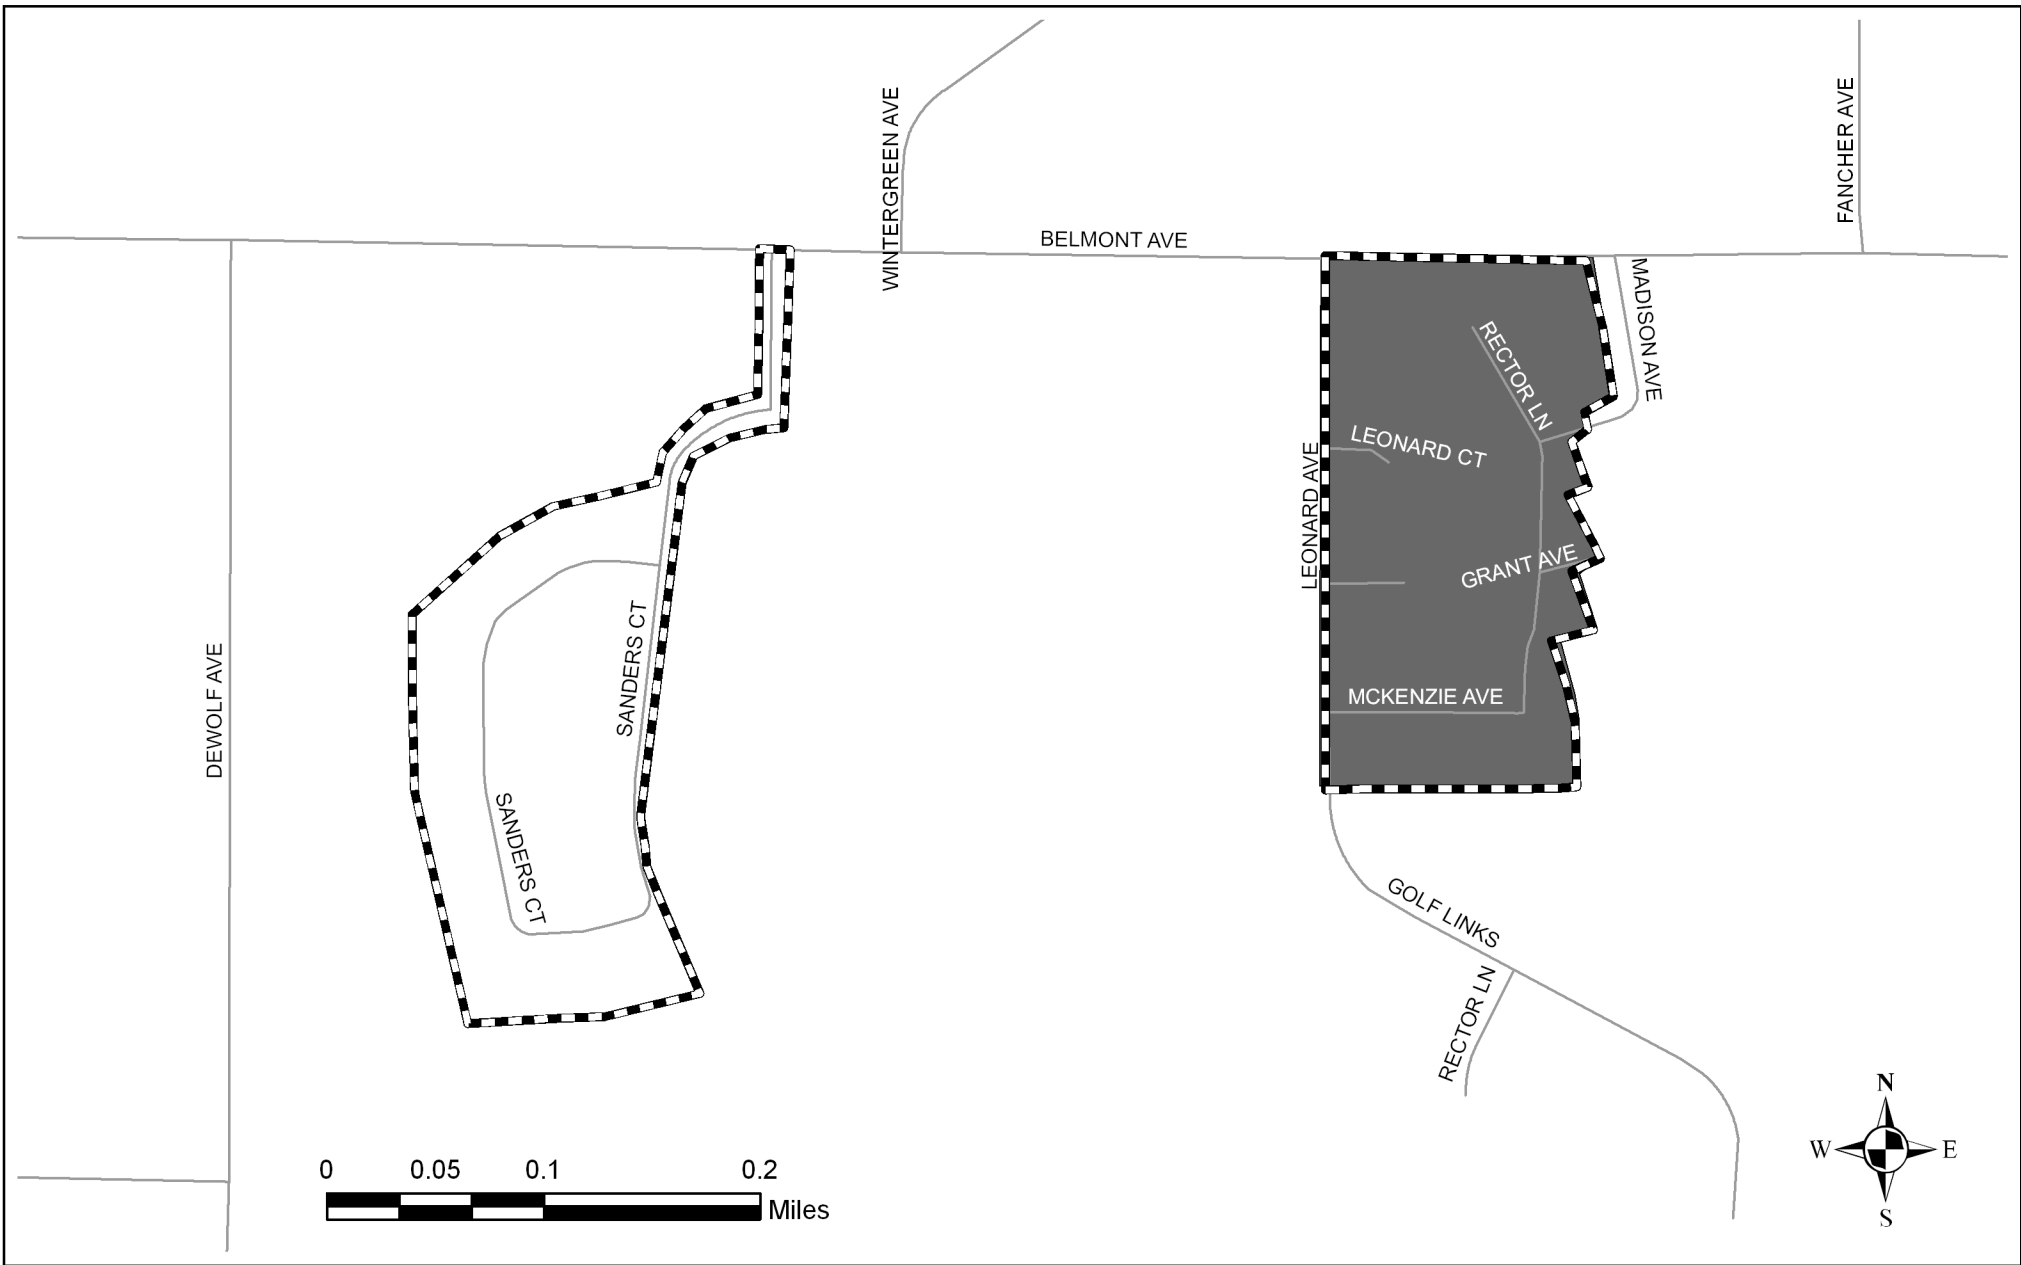 WINTERGREEN AVE
FANCHER AVE
BELMONT AVE
MADISON AVE
RECTOR LN
LEONARD CT
LEONARD AVE
GRANT AVE
SANDERS CT
DEWOLF AVE
MCKENZIE AVE
SANDERS CT
GOLF LINKS
RECTOR LN
N
W E
S
0 0.05 0.1 0.2
Miles